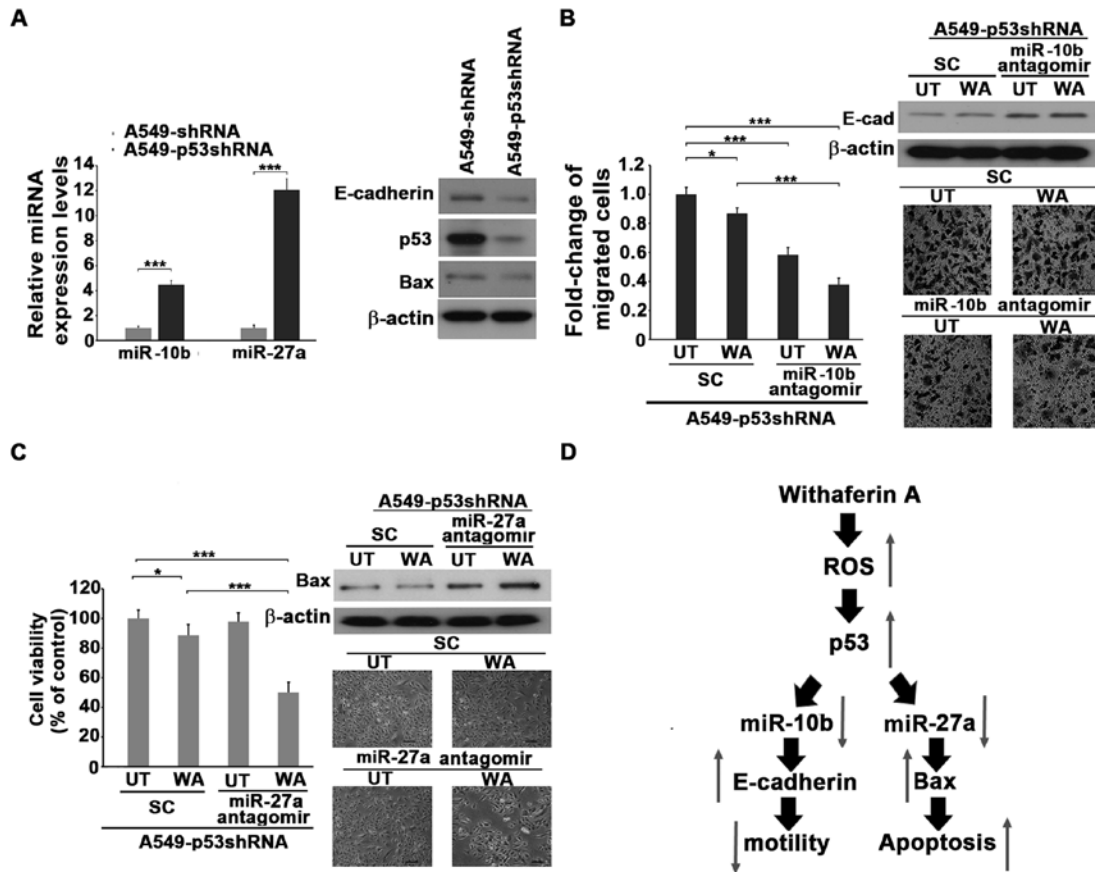 A
A549-shRNA
A549-p53shRNA
Relative miRNA
expression levels
14
12
10
8
6
4
2
0
***
***
miR-10b
miR-27a
A549-shRNA
A549-p53shRNA
E-cadherin
p53
Bax
β-actin
B
Fold-change of
migrated cells
1.2
1.0
0.8
0.6
0.4
0.2
0.0
***
***
*
***
UT WA UT WA
SC miR-10b
antagomir
A549-p53shRNA
A549-p53shRNA
miR-10b
SC antagomir
UT WA UT WA
E-cad
β-actin
SC
UT WA
miR-10b antagomir
UT WA
C
Cell viability
(% of control)
120
100
80
60
40
20
0
***
*
***
UT WA UT WA
SC miR-27a
antagomir
A549-p53shRNA
A549-p53shRNA
miR-27a
SC antagomir
UT WA UT WA
Bax
β-actin
SC
UT WA
miR-27a antagomir
UT WA
D
Withaferin A
ROS
p53
miR-10b miR-27a
E-cadherin Bax
motility Apoptosis